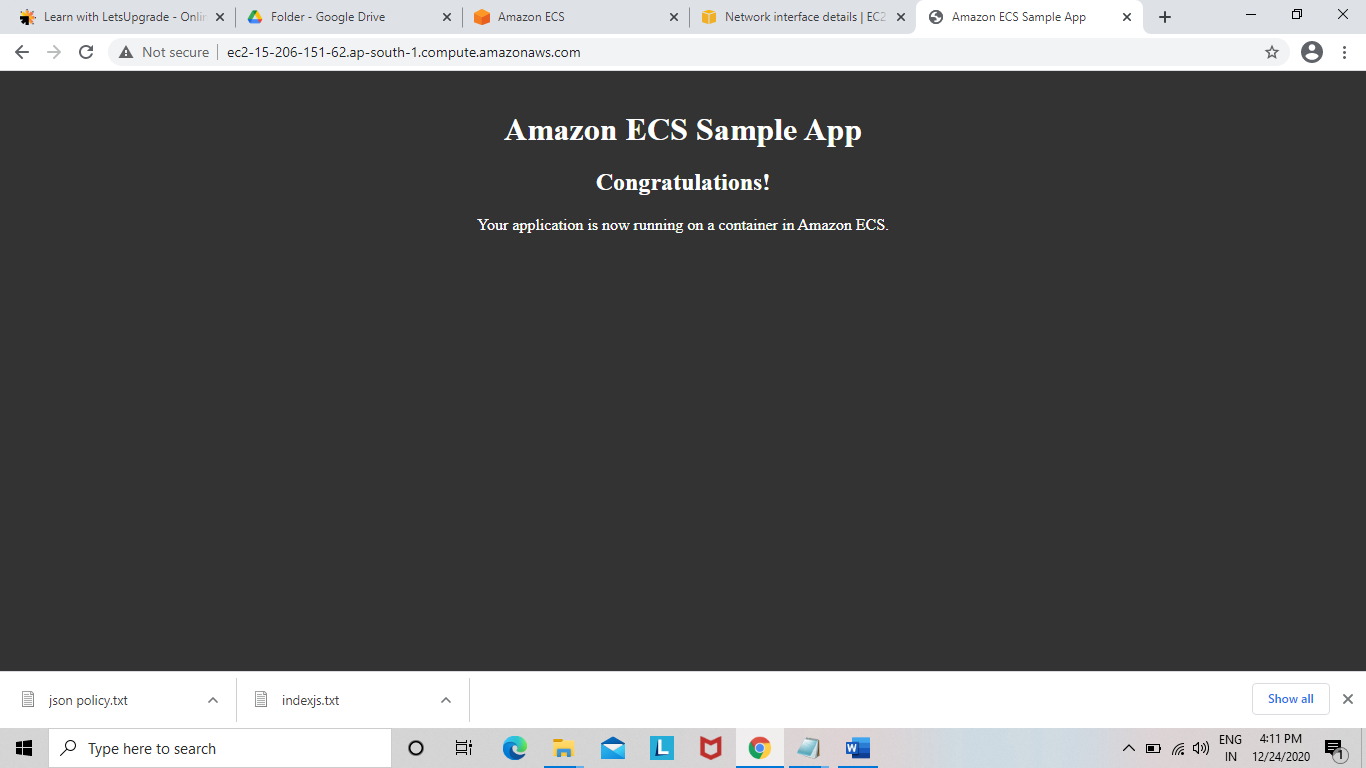 Learn with LetsUpgrade - Onlin
Folder - Google Drive
Amazon ECS
Network interface details | EC2
Amazon ECS Sample App
Not secure
ec2-15-206-151-62.ap-south-1.compute.amazonaws.com
Amazon ECS Sample App
Congratulations!
Your application is now running on a container in Amazon ECS.
json policy.txt
indexjs.txt
Show all
Type here to search
L
W
ENG
IN
4:11 PM
12/24/2020
1